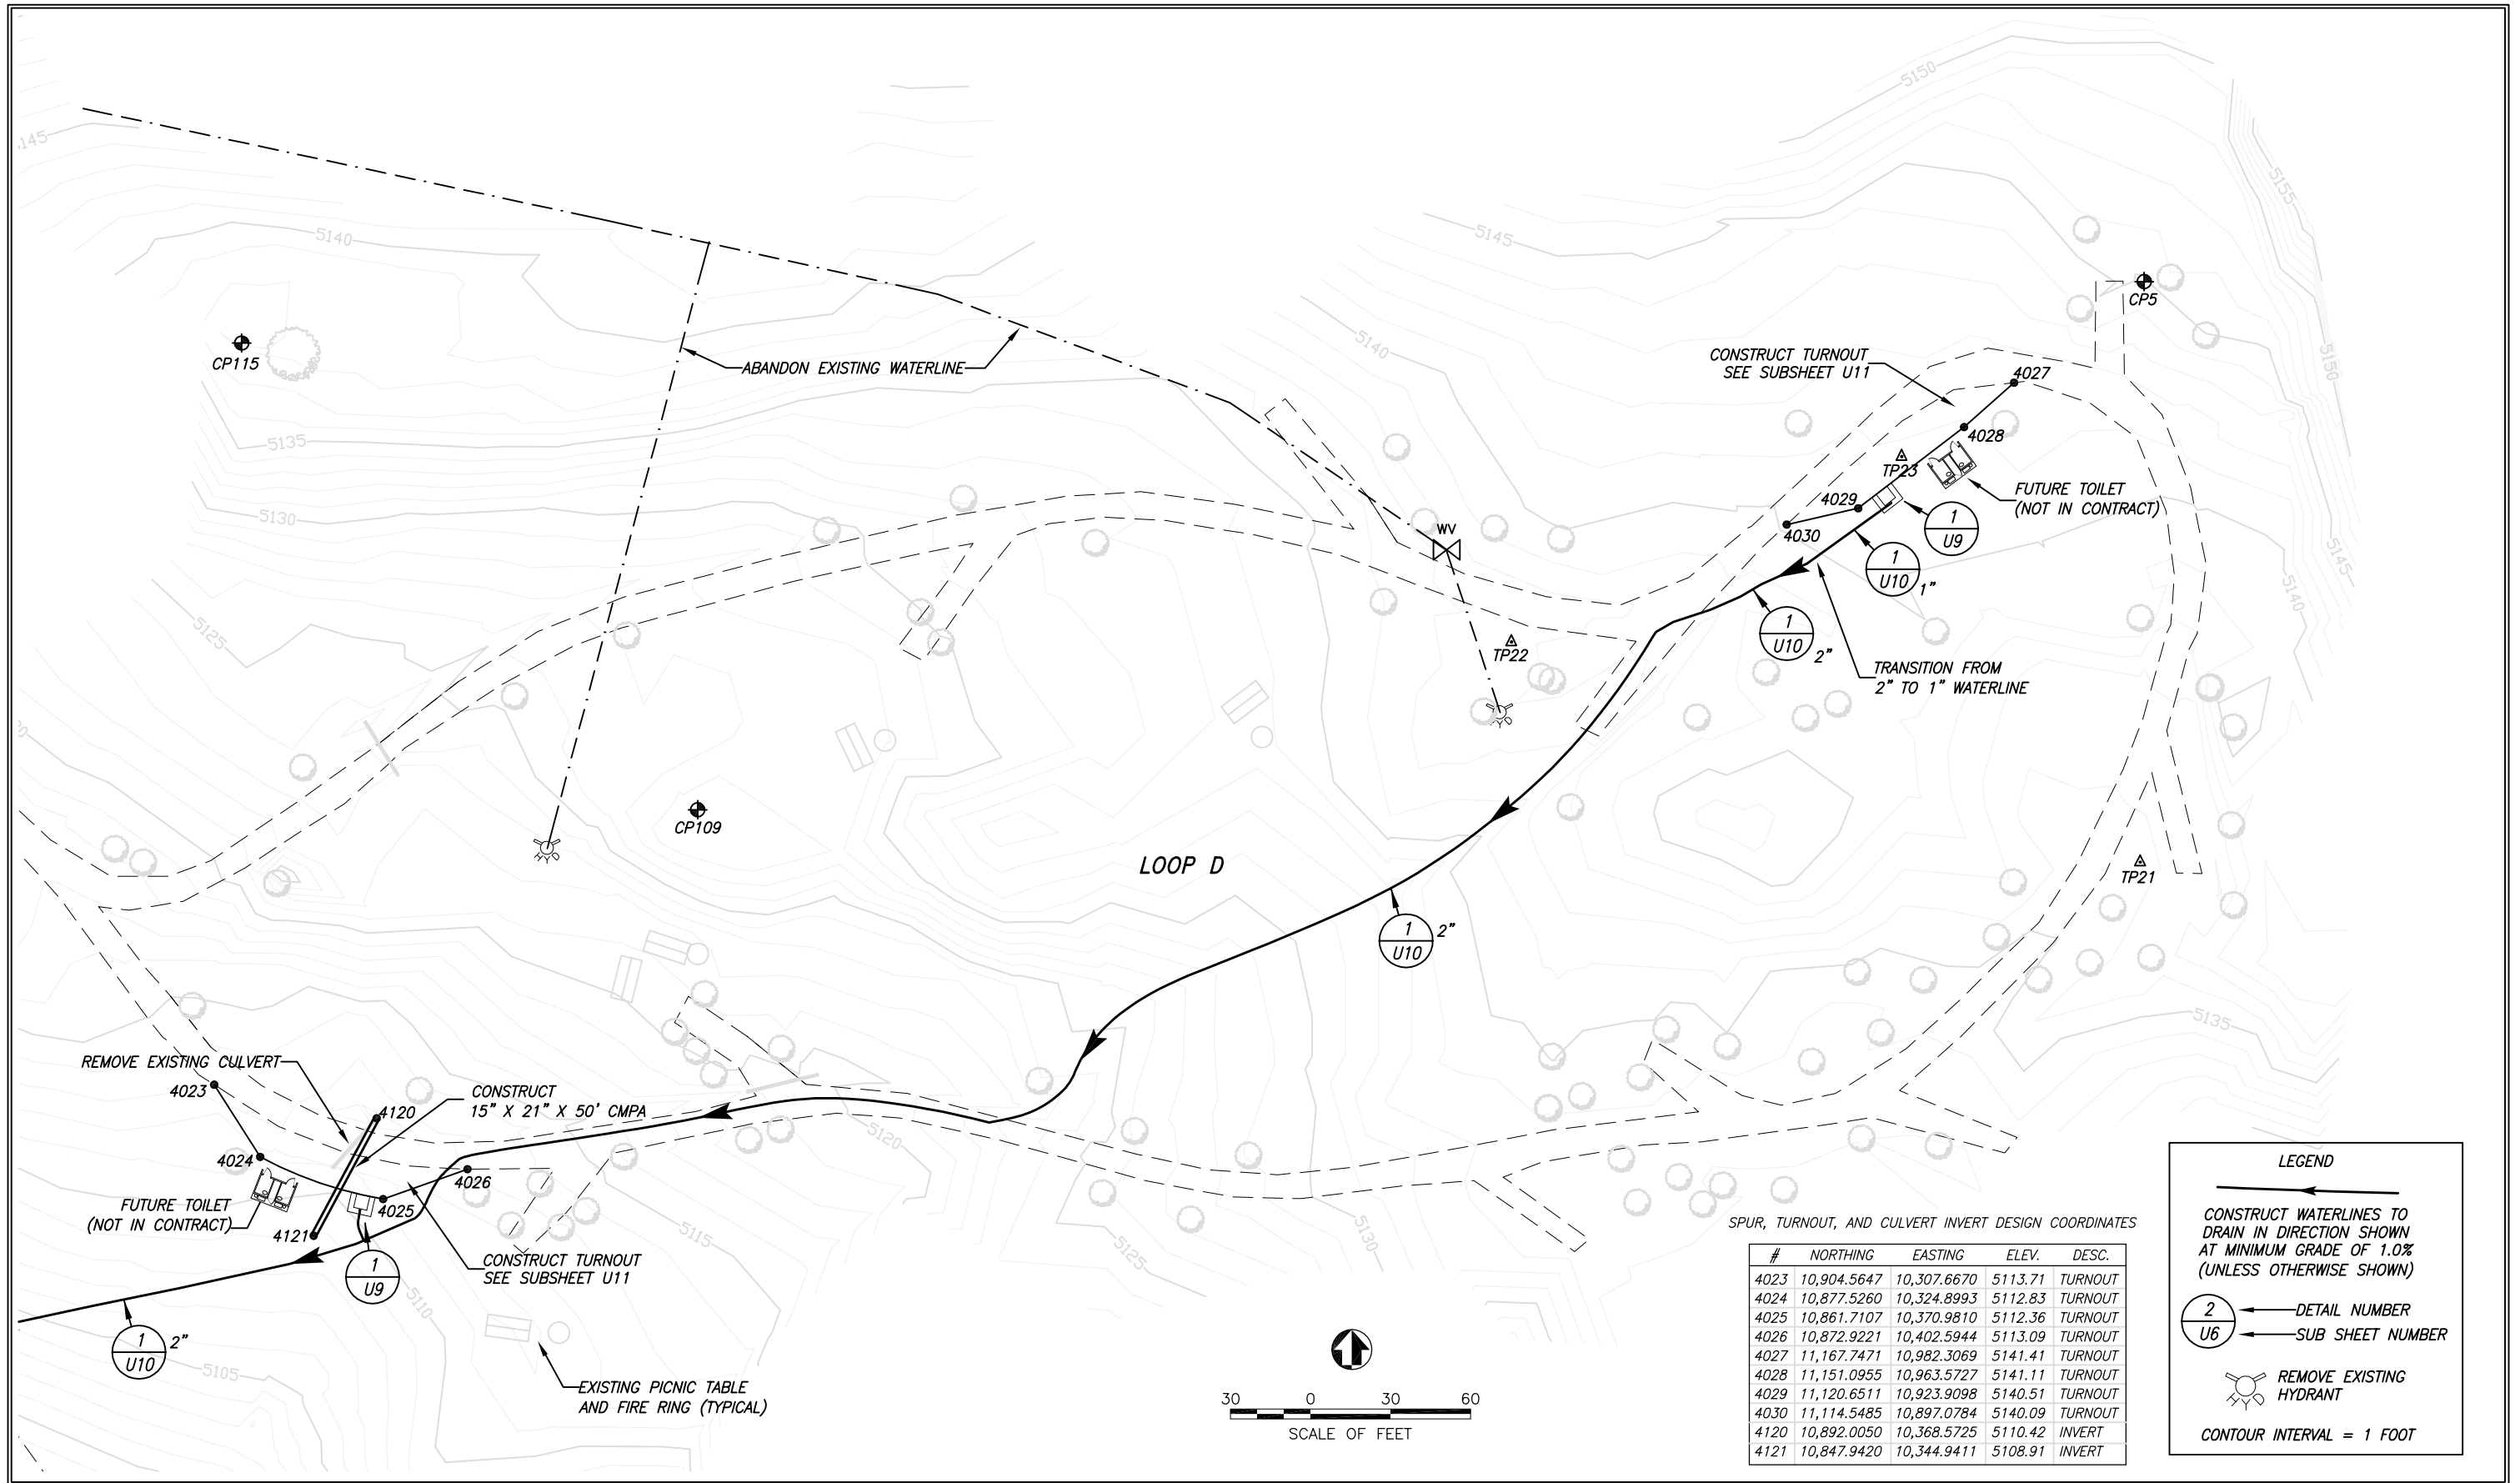 5150
5155
5145
5140
5145
CP5
CP115
5140
ABANDON EXISTING WATERLINE
CONSTRUCT TURNOUT
SEE SUBSHEET U11
4027
5150
5135
4028
TP23
FUTURE TOILET
(NOT IN CONTRACT)
4029
4030
1
U9
5130
WV
5145
1
U10
1"
5140
5125
1
U10
2"
TP22
TRANSITION FROM
2" TO 1" WATERLINE
HYD
CP109
HYD
LOOP D
TP21
1
U10
2"
5135
REMOVE EXISTING CULVERT
4023
CONSTRUCT
15" X 21" X 50' CMPA
4120
5120
4024
4026
FUTURE TOILET
(NOT IN CONTRACT)
4025
4121
5115
5130
5125
CONSTRUCT TURNOUT
SEE SUBSHEET U11
1
U9
5110
1
U10
2"
5105
EXISTING PICNIC TABLE
AND FIRE RING (TYPICAL)
30 0 30 60
SCALE OF FEET
SPUR, TURNOUT, AND CULVERT INVERT DESIGN COORDINATES
# NORTHING EASTING ELEV. DESC.
4023 10,904.5647 10,307.6670 5113.71 TURNOUT
4024 10,877.5260 10,324.8993 5112.83 TURNOUT
4025 10,861.7107 10,370.9810 5112.36 TURNOUT
4026 10,872.9221 10,402.5944 5113.09 TURNOUT
4027 11,167.7471 10,982.3069 5141.41 TURNOUT
4028 11,151.0955 10,963.5727 5141.11 TURNOUT
4029 11,120.6511 10,923.9098 5140.51 TURNOUT
4030 11,114.5485 10,897.0784 5140.09 TURNOUT
4120 10,892.0050 10,368.5725 5110.42 INVERT
4121 10,847.9420 10,344.9411 5108.91 INVERT
LEGEND
CONSTRUCT WATERLINES TO
DRAIN IN DIRECTION SHOWN
AT MINIMUM GRADE OF 1.0%
(UNLESS OTHERWISE SHOWN)
2
U6
DETAIL NUMBER
SUB SHEET NUMBER
HYD
REMOVE EXISTING
HYDRANT
CONTOUR INTERVAL = 1 FOOT